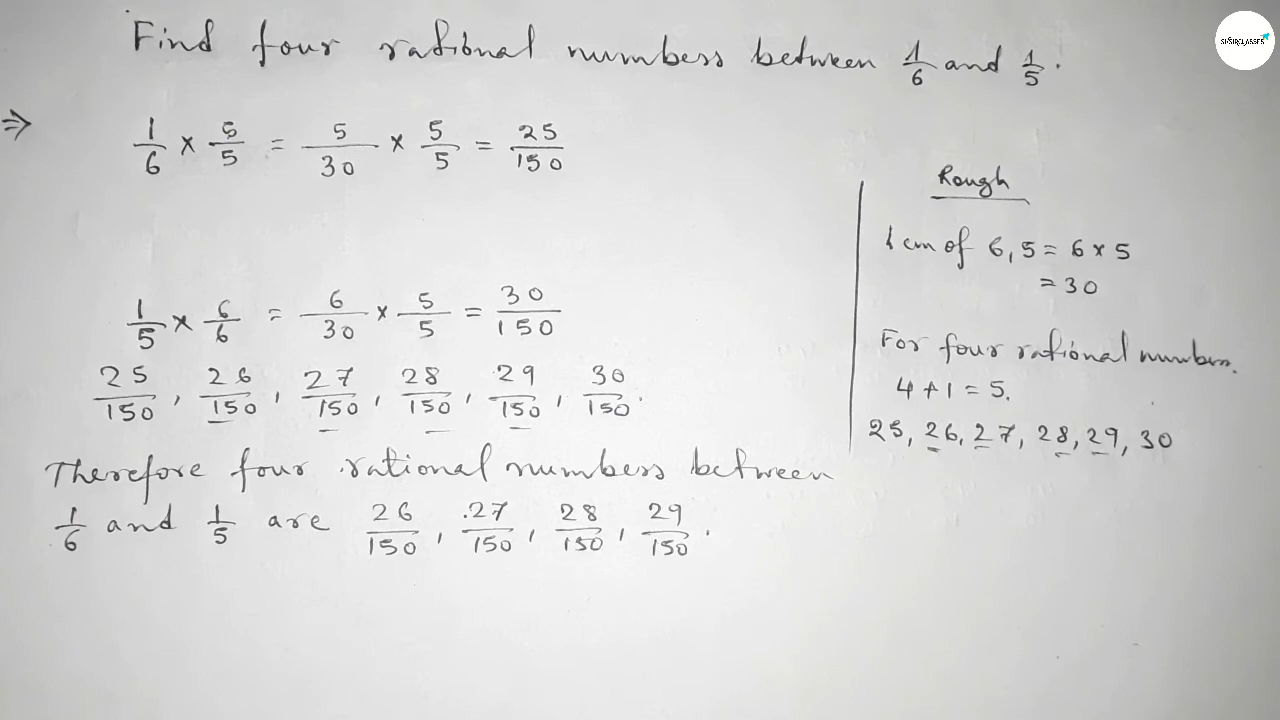 Find four rational numbers between 1/6 and 1/5.
SISIRCLASSES
⇒ 1/6 × 5/5 = 5/30 × 5/5 = 25/150
1/5 × 6/6 = 6/30 × 5/5 = 30/150
25/150, 26/150, 27/150, 28/150, 29/150, 30/150.
Therefore four rational numbers between
1/6 and 1/5 are 26/150, 27/150, 28/150, 29/150.
Rough
lcm of 6, 5 = 6 × 5
= 30
For four rational numbers.
4 + 1 = 5.
25, 26, 27, 28, 29, 30